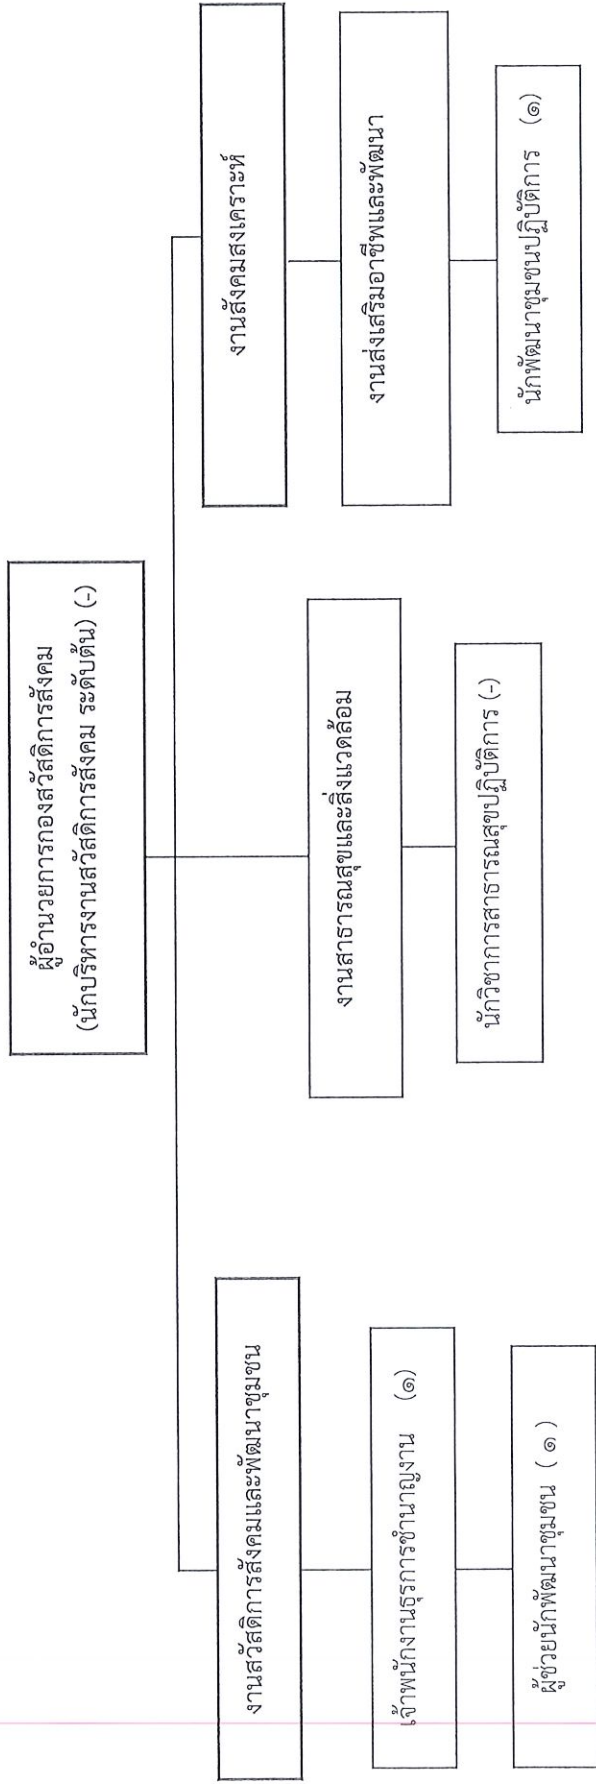 ผู้อำนวยการกองสวัสดิการสังคม
(นักบริหารงานสวัสดิการสังคม ระดับต้น) (-)
งานสวัสดิการสังคมและพัฒนาชุมชน
เจ้าพนักงานธุรการชำนาญงาน (๑)
ผู้ช่วยนักพัฒนาชุมชน ( ๑ )
งานสาธารณสุขและสิ่งแวดล้อม
นักวิชาการสาธารณสุขปฏิบัติการ (-)
งานสังคมสงเคราะห์
งานส่งเสริมอาชีพและพัฒนา
นักพัฒนาชุมชนปฏิบัติการ (๑)